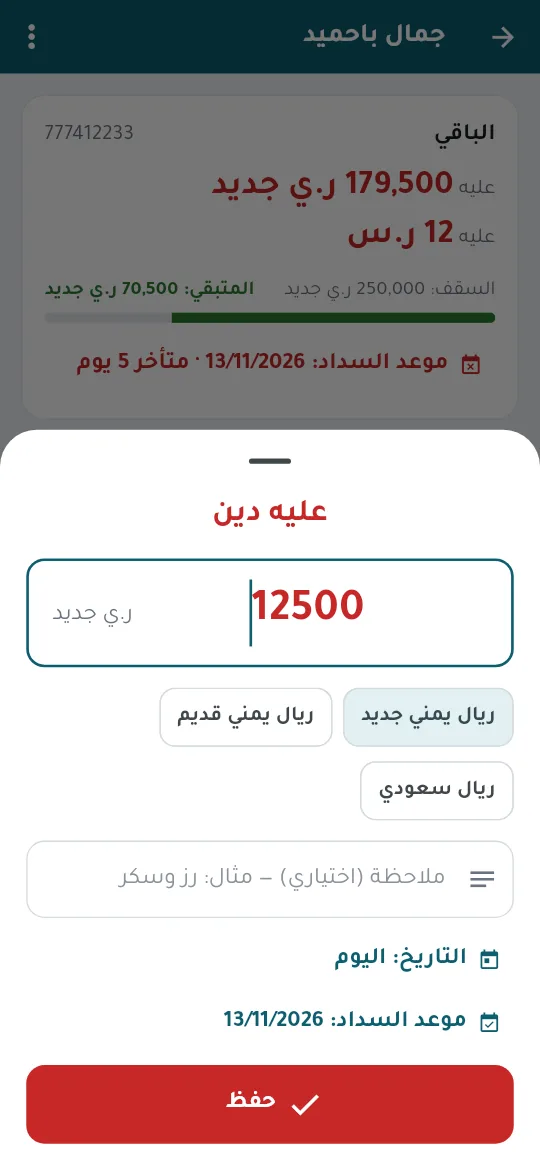 جمال باحميد
الباقي 777412233
عليه 179,500 ر.ي جديد
عليه 12 ر.س
السقف: 250,000 ر.ي جديد المتبقي: 70,500 ر.ي جديد
موعد السداد: 13/11/2026 · متأخر 5 يوم
عليه دين
12500 ر.ي جديد
ريال يمني جديد ريال يمني قديم
ريال سعودي
ملاحظة (اختياري) – مثال: رز وسكر
التاريخ: اليوم
موعد السداد: 13/11/2026
حفظ